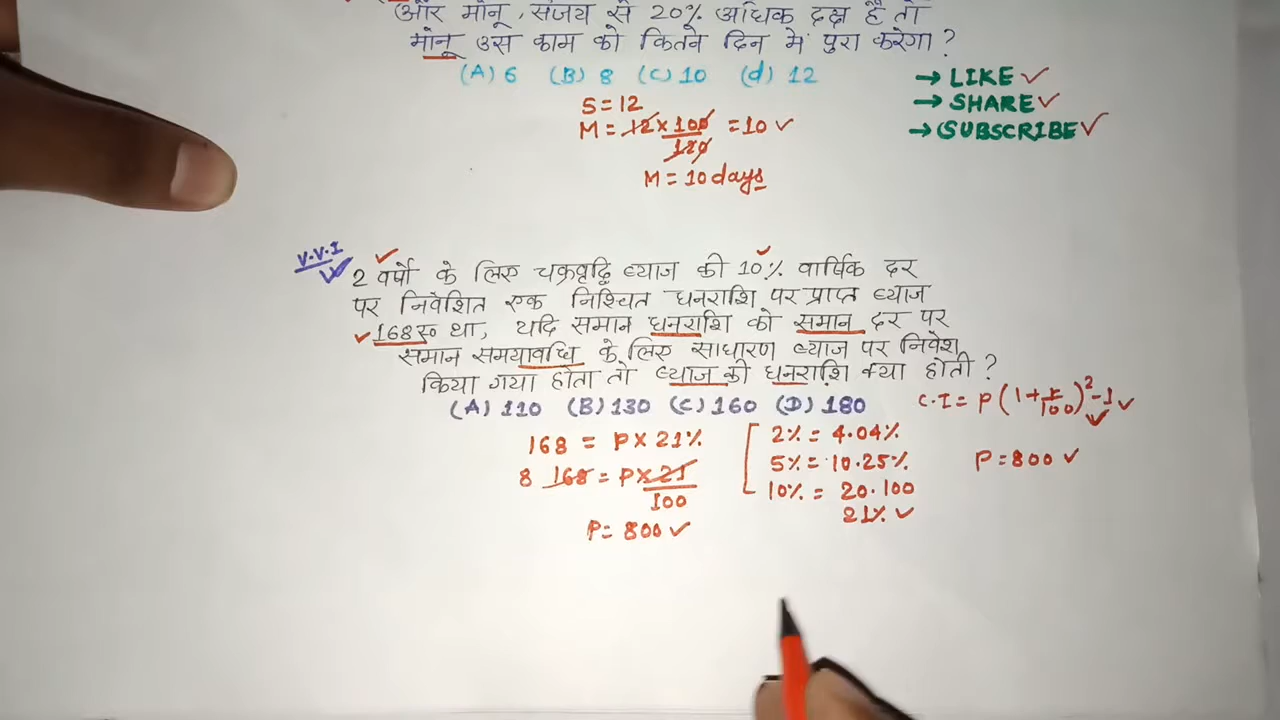 और मोनू, संजय से 20% अधिक दक्ष है तो
मोनू उस काम को कितने दिन मे पुरा करेगा ?
(A) 6 (B) 8 (C) 10 (d) 12
→ LIKE ✓
→ SHARE ✓
→ SUBSCRIBE ✓
S = 12
M = 12 × 100 = 10 ✓
120
M = 10 days
V.V.I
2 वर्षो के लिए चक्रवृद्धि ब्याज की 10% वार्षिक दर
पर निवेशित एक निश्चित धनराशि पर प्राप्त ब्याज
168रू था, यदि समान धनराशि को समान दर पर
समान समयावधि के लिए साधारण ब्याज पर निवेश
किया गया होता तो ब्याज की धनराशि क्या होती ?
(A) 110 (B) 130 (C) 160 (D) 180
C.I = P(1+r/100)²-1 ✓
168 = P × 21%
8 168 = P × 21
100
P = 800 ✓
2% = 4.04%
5% = 10.25%
10% = 20.100
21% ✓
P = 800 ✓